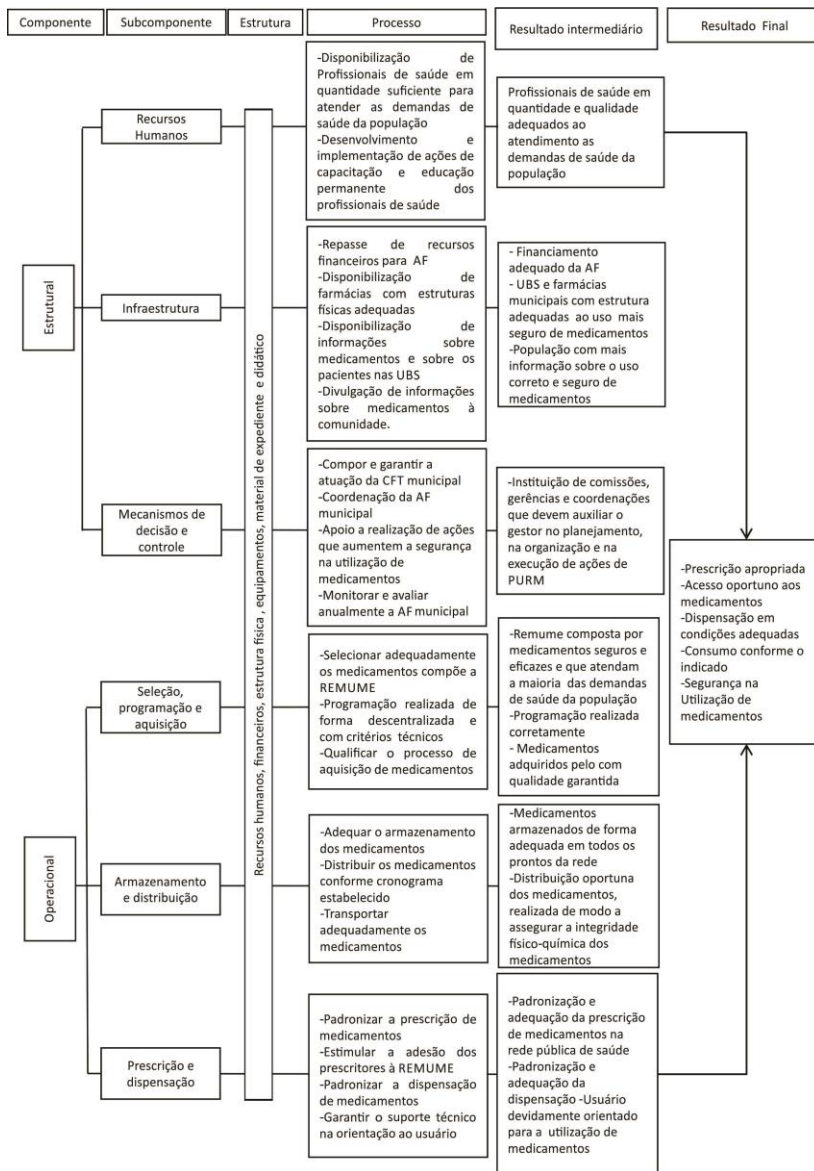 Componente
Subcomponente
Estrutura
Processo
Resultado intermediário
Resultado Final
Estrutural
Recursos
Humanos
-Disponibilização de
Profissionais de saúde em
quantidade suficiente para
atender as demandas de
saúde da população
-Desenvolvimento e
implementação de ações de
capacitação e educação
permanente dos
profissionais de saúde
Profissionais de saúde em
quantidade e qualidade
adequados ao
atendimento as
demandas de saúde da
população
Infraestrutura
-Repasse de recursos
financeiros para AF
-Disponibilização de
farmácias com estruturas
físicas adequadas
-Disponibilização de
informações sobre
medicamentos e sobre os
pacientes nas UBS
-Divulgação de informações
sobre medicamentos à
comunidade.
- Financiamento
adequado da AF
- UBS e farmácias
municipais com estrutura
adequadas ao uso mais
seguro de medicamentos
-População com mais
informação sobre o uso
correto e seguro de
medicamentos
Mecanismos de
decisão e
controle
-Compor e garantir a
atuação da CFT municipal
-Coordenação da AF
municipal
-Apoio a realização de ações
que aumentem a segurança
na utilização de
medicamentos
-Monitorar e avaliar
anualmente a AF municipal
-Instituição de comissões,
gerências e coordenações
que devem auxiliar o
gestor no planejamento,
na organização e na
execução de ações de
PURM
Recursos humanos, financeiros, estrutura física , equipamentos, material de expediente e didático
Operacional
Seleção,
programação e
aquisição
-Selecionar adequadamente
os medicamentos compõe a
REMUME
-Programação realizada de
forma descentralizada e
com critérios técnicos
-Qualificar o processo de
aquisição de medicamentos
-Remume composta por
medicamentos seguros e
eficazes e que atendam
a maioria das demandas
de saúde da população
-Programação realizada
corretamente
- Medicamentos
adquiridos pelo com
qualidade garantida
Armazenamento
e distribuição
-Adequar o armazenamento
dos medicamentos
-Distribuir os medicamentos
conforme cronograma
estabelecido
-Transportar
adequadamente os
medicamentos
-Medicamentos
armazenados de forma
adequada em todos os
prontos da rede
-Distribuição oportuna
dos medicamentos,
realizada de modo a
assegurar a integridade
físico-química dos
medicamentos
Prescrição e
dispensação
-Padronizar a prescrição de
medicamentos
-Estimular a adesão dos
prescritores à REMUME
-Padronizar a dispensação
de medicamentos
-Garantir o suporte técnico
na orientação ao usuário
-Padronização e
adequação da prescrição
de medicamentos na
rede pública de saúde
-Padronização e
adequação da
dispensação -Usuário
devidamente orientado
para a utilização de
medicamentos
-Prescrição apropriada
- Acesso oportuno aos
medicamentos
-Dispensação em
condições adequadas
-Consumo conforme o
indicado
-Segurança na
Utilização de
medicamentos